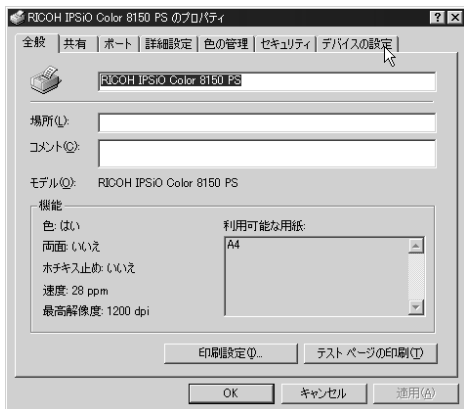 RICOH IPSiO Color 8150 PS のプロパティ
全般 共有 ポート 詳細設定 色の管理 セキュリティ デバイスの設定
RICOH IPSiO Color 8150 PS
場所(L):
コメント(C):
モデル(O): RICOH IPSiO Color 8150 PS
機能
色: はい 利用可能な用紙:
両面: いいえ A4
ホチキス止め: いいえ
速度: 28 ppm
最高解像度: 1200 dpi
印刷設定(I)... テスト ページの印刷(T)
OK キャンセル 適用(A)